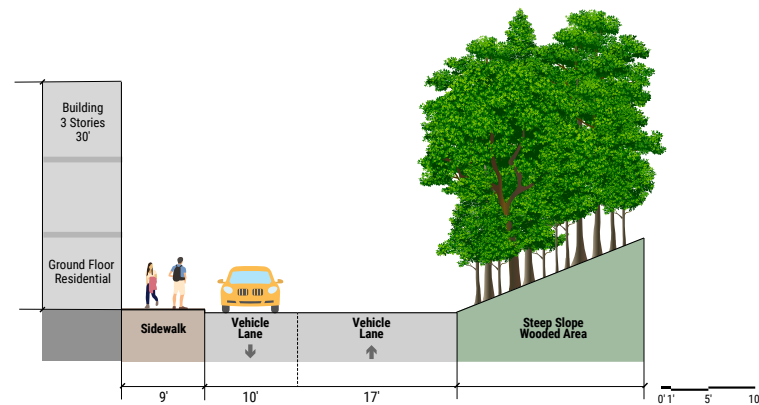 Building
3 Stories
30'
Ground Floor
Residential
Sidewalk
Vehicle
Lane
Vehicle
Lane
Steep Slope
Wooded Area
9'
10'
17'
0' 1' 5' 10